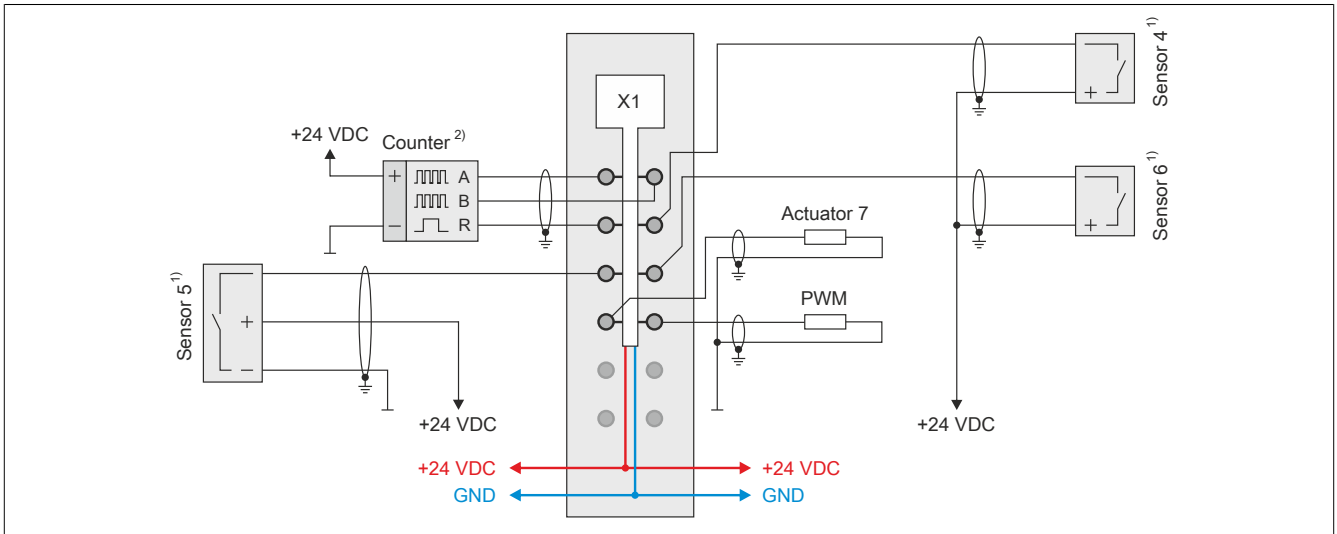 X1
+24 VDC
Counter 2)
+
A
B
−
R
Sensor 5 1)
+
−
+24 VDC
Sensor 4 1)
+
Sensor 6 1)
+
Actuator 7
PWM
+24 VDC
+24 VDC
+24 VDC
GND
GND